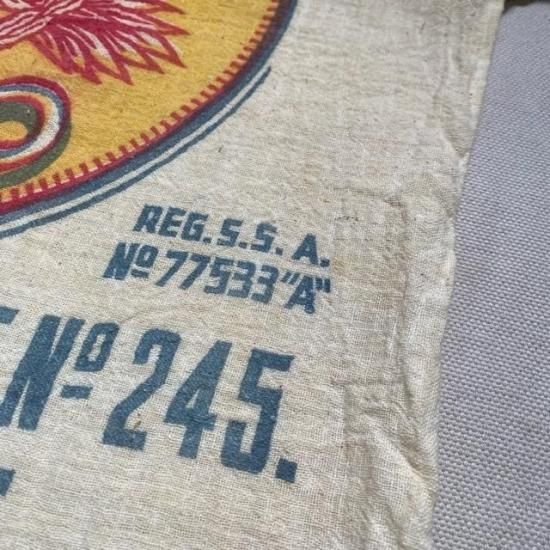 REG. S. S. A.
Nº 77533 "A"
Nº 245.